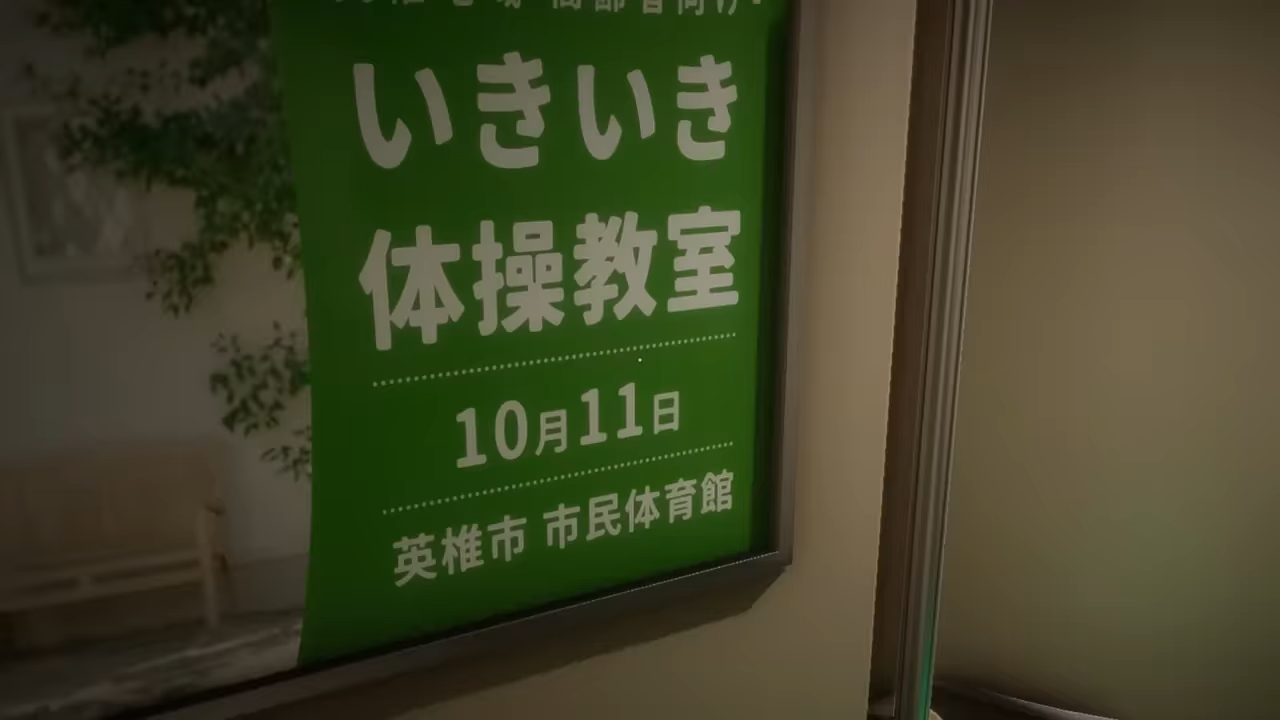 いきいき
体操教室
10月11日
英椎市 市民体育館